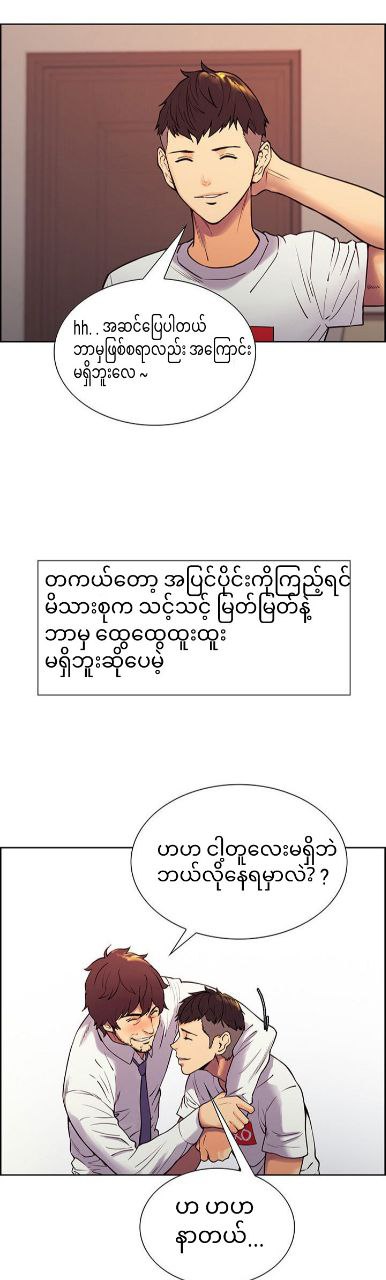 hh. . အဆင်ပြေပါတယ်
ဘာမှဖြစ်စရာလည်း အကြောင်း
မရှိဘူးလေ ~
တကယ်တော့ အပြင်ပိုင်းကိုကြည့်ရင်
မိသားစုက သင့်သင့် မြတ်မြတ်နဲ့
ဘာမှ ထွေထွေထူးထူး
မရှိဘူးဆိုပေမဲ့
ဟဟ ငါ့တူလေးမရှိဘဲ
ဘယ်လိုနေရမှာလဲ? ?
ဟ ဟဟ
နာတယ်...